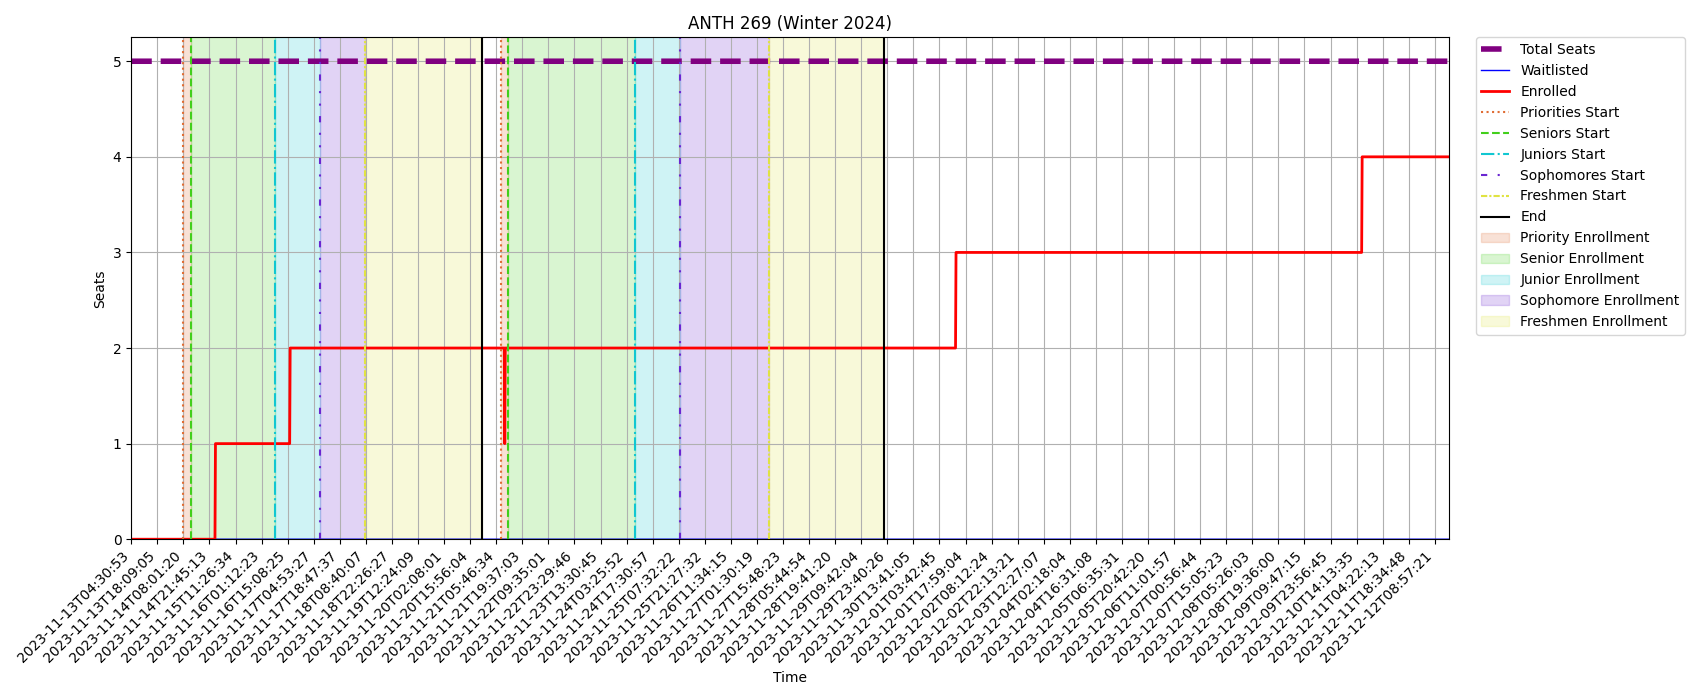 ANTH 269 (Winter 2024)
Seats
5
4
3
2
1
0
2023-11-13T04:30:53
2023-11-13T18:09:05
2023-11-14T08:01:20
2023-11-14T21:45:13
2023-11-15T11:26:34
2023-11-16T01:12:23
2023-11-16T15:08:25
2023-11-17T04:53:27
2023-11-17T18:47:37
2023-11-18T08:40:07
2023-11-18T22:26:27
2023-11-19T12:24:09
2023-11-20T02:08:01
2023-11-20T15:56:04
2023-11-21T05:46:34
2023-11-21T19:37:03
2023-11-22T09:35:01
2023-11-22T23:29:46
2023-11-23T13:30:45
2023-11-24T03:25:52
2023-11-24T17:30:57
2023-11-25T07:32:22
2023-11-25T21:27:32
2023-11-26T11:34:15
2023-11-27T01:30:19
2023-11-27T15:48:23
2023-11-28T05:44:54
2023-11-28T19:41:20
2023-11-29T09:42:04
2023-11-29T23:40:26
2023-11-30T13:41:05
2023-12-01T03:42:45
2023-12-01T17:59:04
2023-12-02T08:12:24
2023-12-02T22:13:21
2023-12-03T12:27:07
2023-12-04T02:18:04
2023-12-04T16:31:08
2023-12-05T06:35:31
2023-12-05T20:42:20
2023-12-06T11:01:57
2023-12-07T00:56:44
2023-12-07T15:05:23
2023-12-08T05:26:03
2023-12-08T19:36:00
2023-12-09T09:47:15
2023-12-09T23:56:45
2023-12-10T14:13:35
2023-12-11T04:22:13
2023-12-11T18:34:48
2023-12-12T08:57:21
Time
Total Seats
Waitlisted
Enrolled
Priorities Start
Seniors Start
Juniors Start
Sophomores Start
Freshmen Start
End
Priority Enrollment
Senior Enrollment
Junior Enrollment
Sophomore Enrollment
Freshmen Enrollment